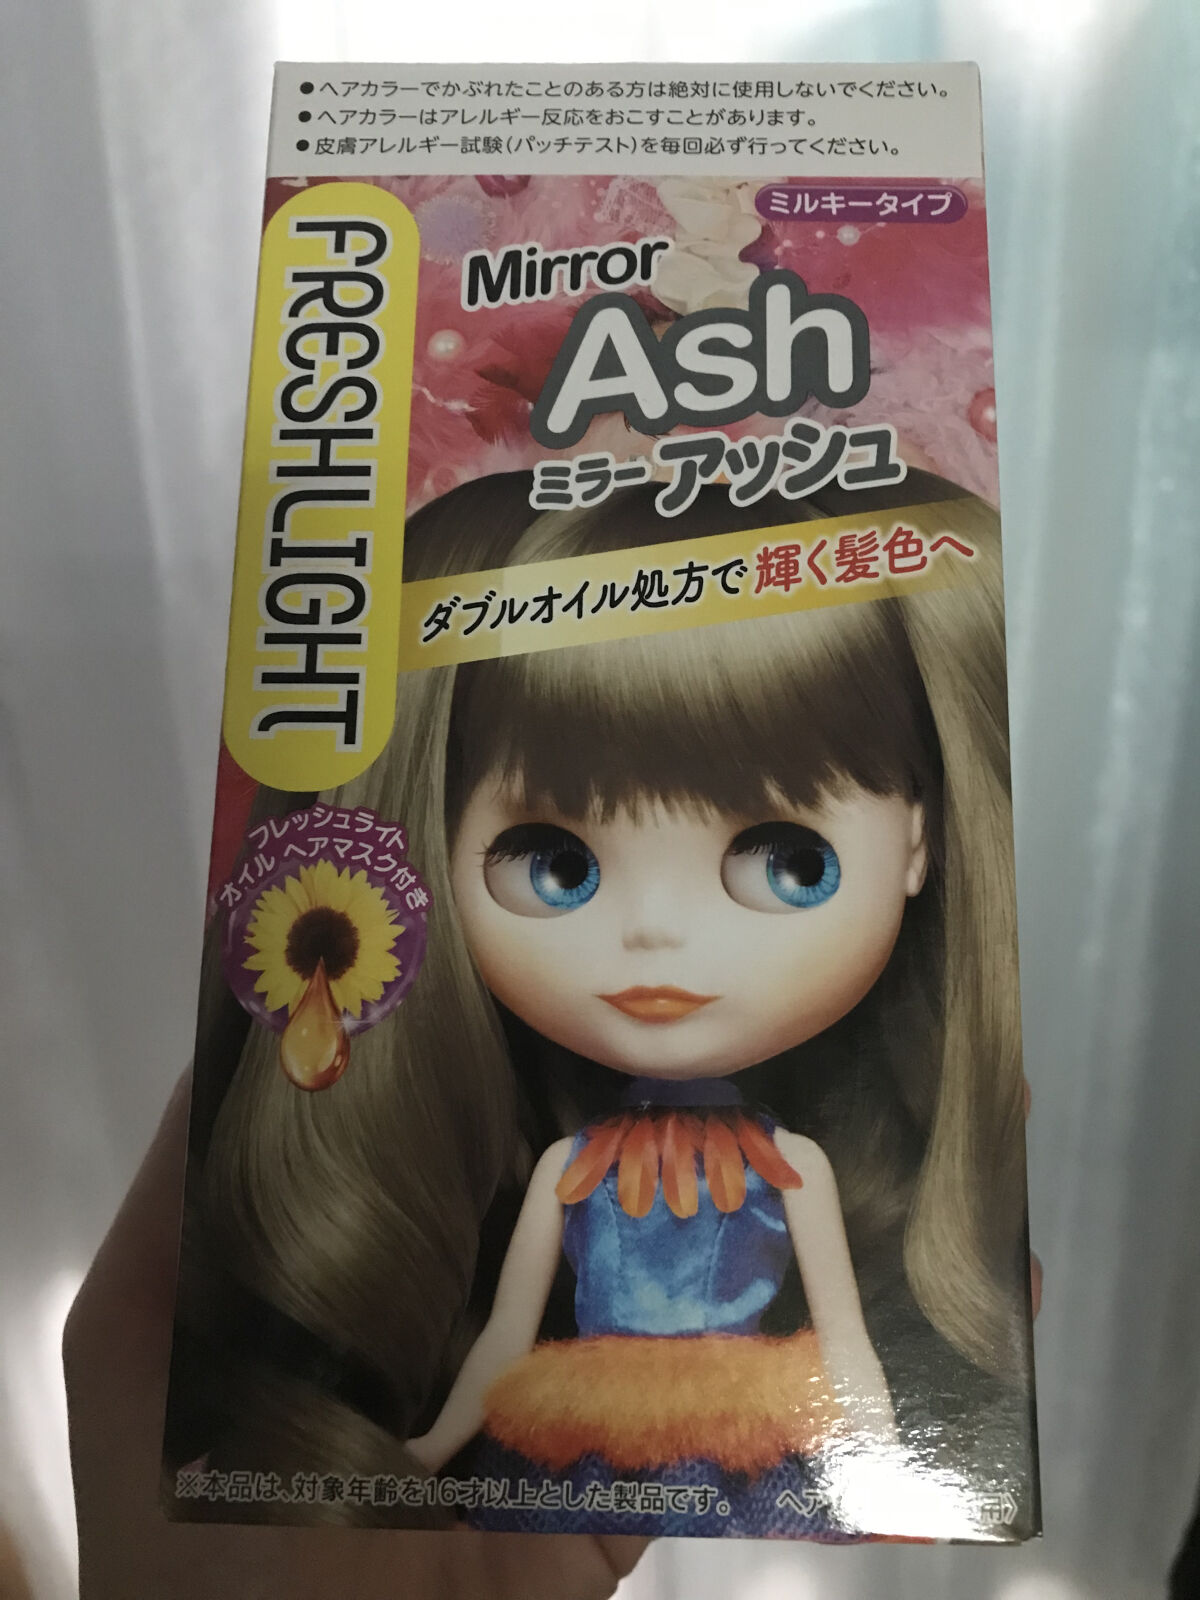 ●ヘアカラーでかぶれたことのある方は絶対に使用しないでください。
●ヘアカラーはアレルギー反応をおこすことがあります。
●皮膚アレルギー試験(パッチテスト)を毎回必ず行ってください。
ミルキータイプ
FRESHLIGHT
Mirror
Ash
ミラーアッシュ
ダブルオイル処方で輝く髪色へ
フレッシュライト
オイル ヘアマスク付き
※本品は、対象年齢を16才以上とした製品です。